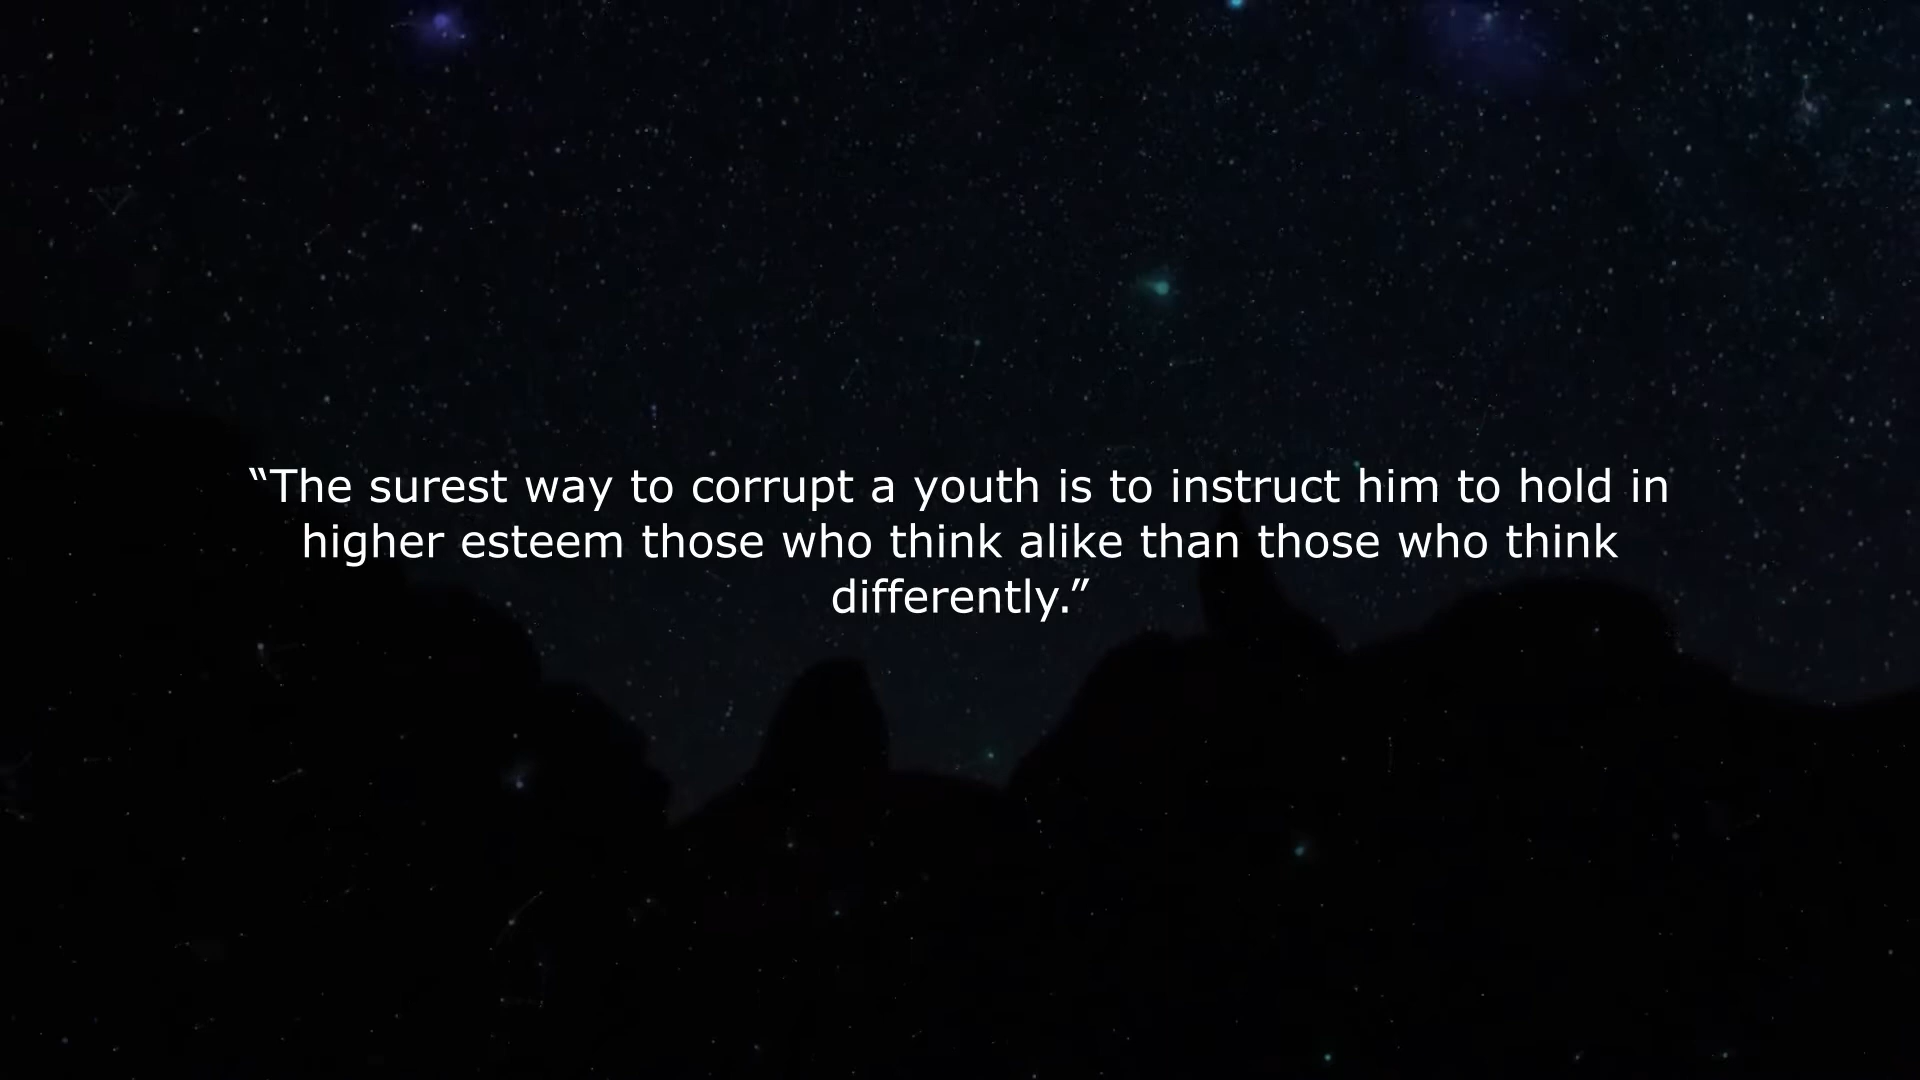 “The surest way to corrupt a youth is to instruct him to hold in
higher esteem those who think alike than those who think
differently.”